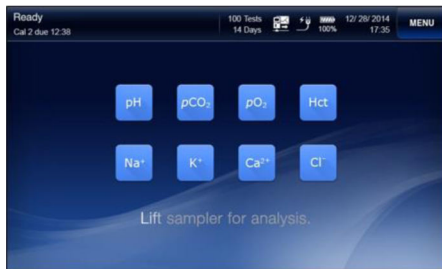 Ready
Cal 2 due 12:38
100 Tests
14 Days
100%
12/ 28/ 2014
17:35
MENU
pH
pCO₂
pO₂
Hct
Na⁺
K⁺
Ca²⁺
Cl⁻
Lift sampler for analysis.